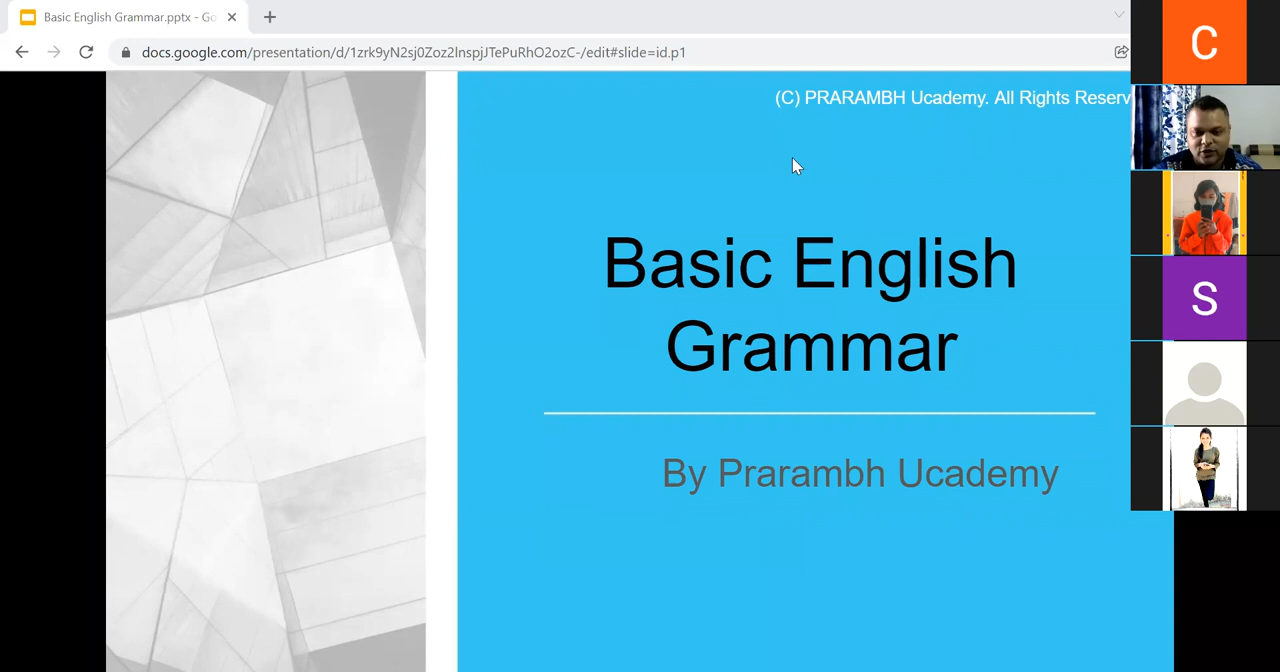 Basic English Grammar.pptx - Go
docs.google.com/presentation/d/1zrk9yN2sj0Zoz2lnspjJTePuRhO2ozC-/edit#slide=id.p1
(C) PRARAMBH Ucademy. All Rights Reserv
Basic English
Grammar
By Prarambh Ucademy
C
S